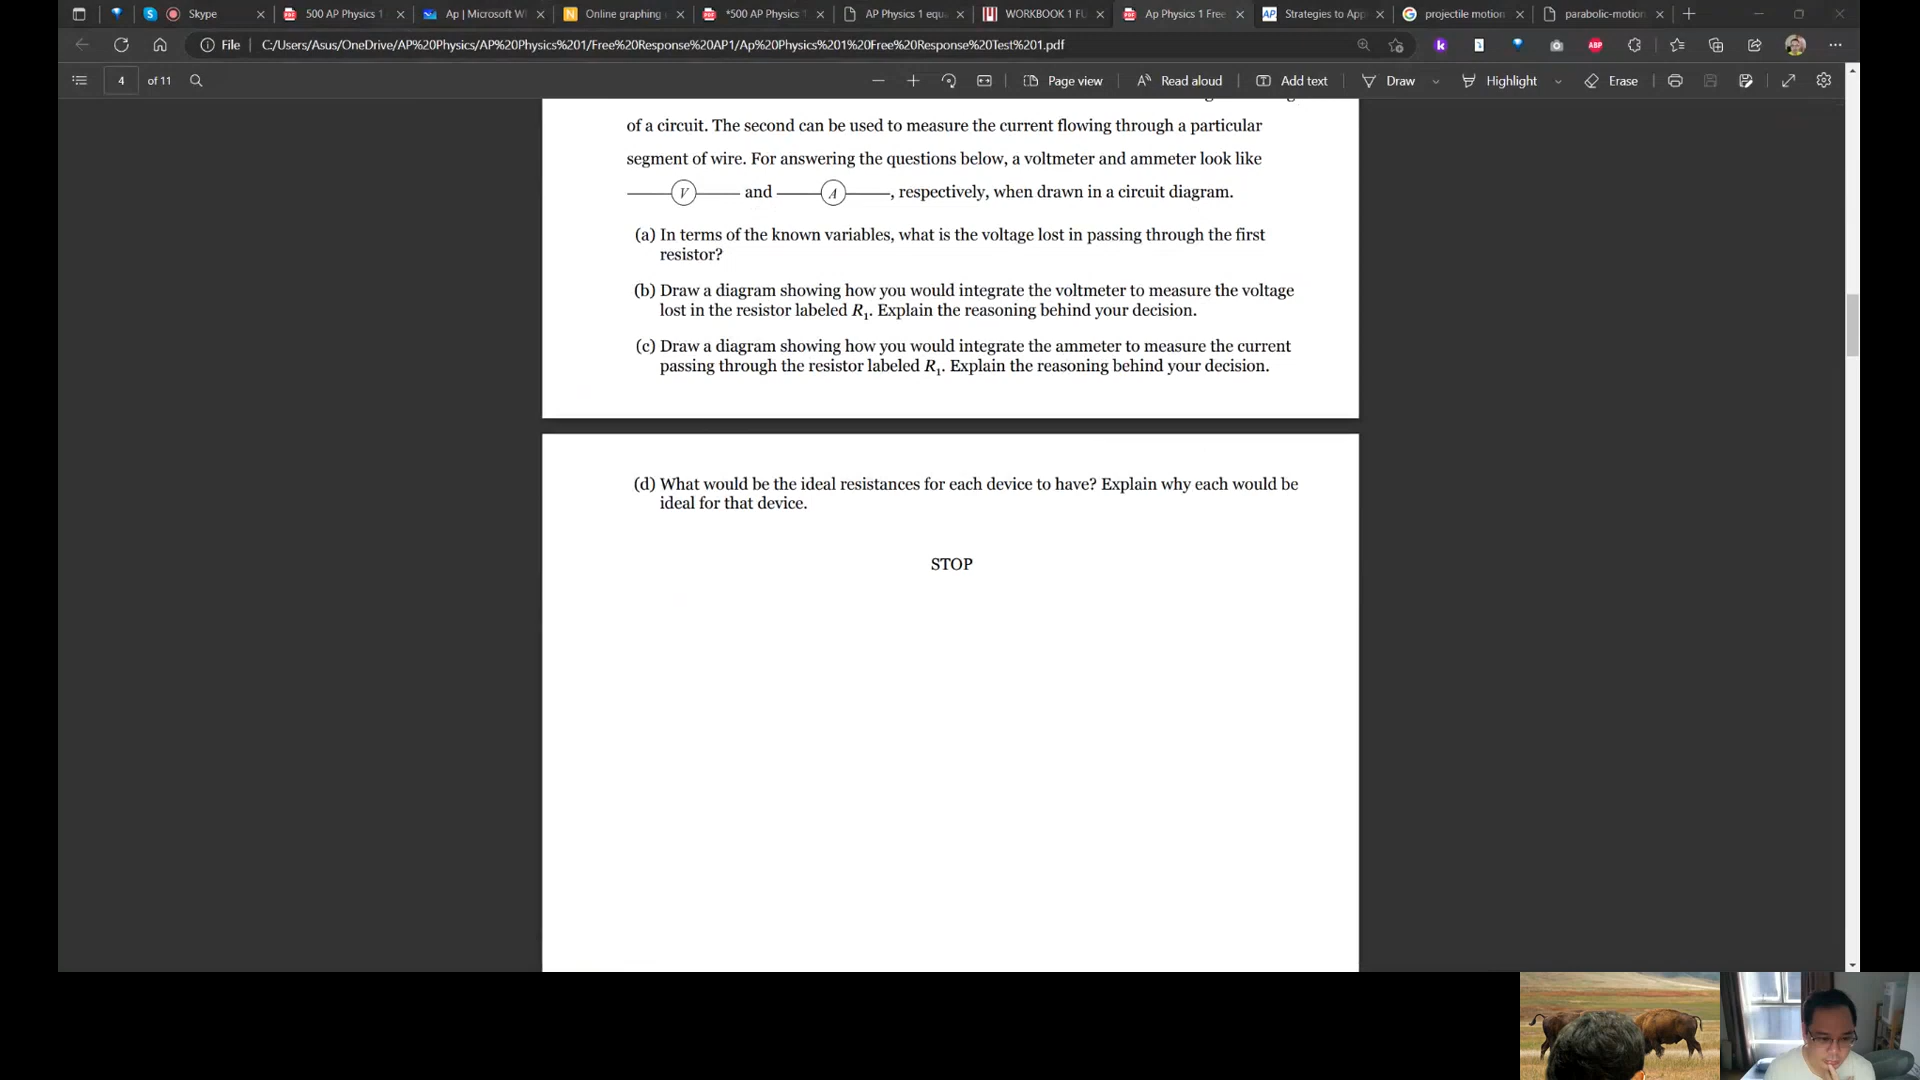 Skype
500 AP Physics 1
Ap | Microsoft W
Online graphing
*500 AP Physics
AP Physics 1 equ
WORKBOOK 1 FU
Ap Physics 1 Free
Strategies to App
projectile motion
parabolic-motion
File
C:/Users/Asus/OneDrive/AP%20Physics/AP%20Physics%201/Free%20Response%20AP1/Ap%20Physics%201%20Free%20Response%20Test%201.pdf
4 of 11
Page view
Read aloud
Add text
Draw
Highlight
Erase
of a circuit. The second can be used to measure the current flowing through a particular
segment of wire. For answering the questions below, a voltmeter and ammeter look like
V and A, respectively, when drawn in a circuit diagram.
(a) In terms of the known variables, what is the voltage lost in passing through the first
resistor?
(b) Draw a diagram showing how you would integrate the voltmeter to measure the voltage
lost in the resistor labeled R₁. Explain the reasoning behind your decision.
(c) Draw a diagram showing how you would integrate the ammeter to measure the current
passing through the resistor labeled R₁. Explain the reasoning behind your decision.
(d) What would be the ideal resistances for each device to have? Explain why each would be
ideal for that device.
STOP